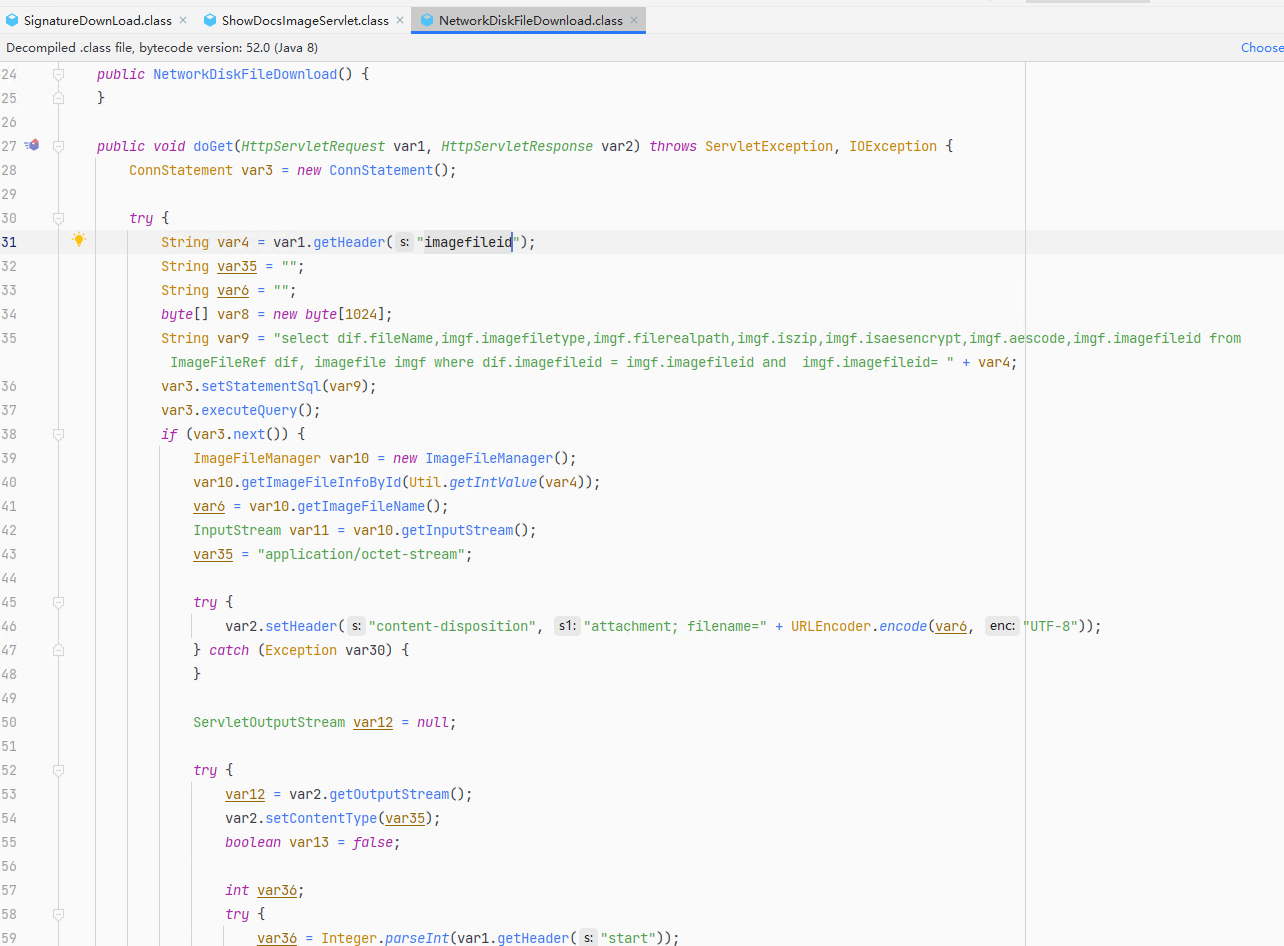 SignatureDownLoad.class × ShowDocsImageServlet.class × NetworkDiskFileDownload.class ×
Decompiled .class file, bytecode version: 52.0 (Java 8) Choose
24 public NetworkDiskFileDownload() {
25 }
26
27 public void doGet(HttpServletRequest var1, HttpServletResponse var2) throws ServletException, IOException {
28 ConnStatement var3 = new ConnStatement();
29
30 try {
31 String var4 = var1.getHeader( s: "imagefileid");
32 String var35 = "";
33 String var6 = "";
34 byte[] var8 = new byte[1024];
35 String var9 = "select dif.fileName,imgf.imagefiletype,imgf.filerealpath,imgf.iszip,imgf.isaesencrypt,imgf.aescode,imgf.imagefileid from
ImageFileRef dif, imagefile imgf where dif.imagefileid = imgf.imagefileid and  imgf.imagefileid= " + var4;
36 var3.setStatementSql(var9);
37 var3.executeQuery();
38 if (var3.next()) {
39 ImageFileManager var10 = new ImageFileManager();
40 var10.getImageFileInfoById(Util.getIntValue(var4));
41 var6 = var10.getImageFileName();
42 InputStream var11 = var10.getInputStream();
43 var35 = "application/octet-stream";
44
45 try {
46 var2.setHeader( s: "content-disposition", s1: "attachment; filename=" + URLEncoder.encode(var6, enc: "UTF-8"));
47 } catch (Exception var30) {
48 }
49
50 ServletOutputStream var12 = null;
51
52 try {
53 var12 = var2.getOutputStream();
54 var2.setContentType(var35);
55 boolean var13 = false;
56
57 int var36;
58 try {
59 var36 = Integer.parseInt(var1.getHeader( s: "start"));